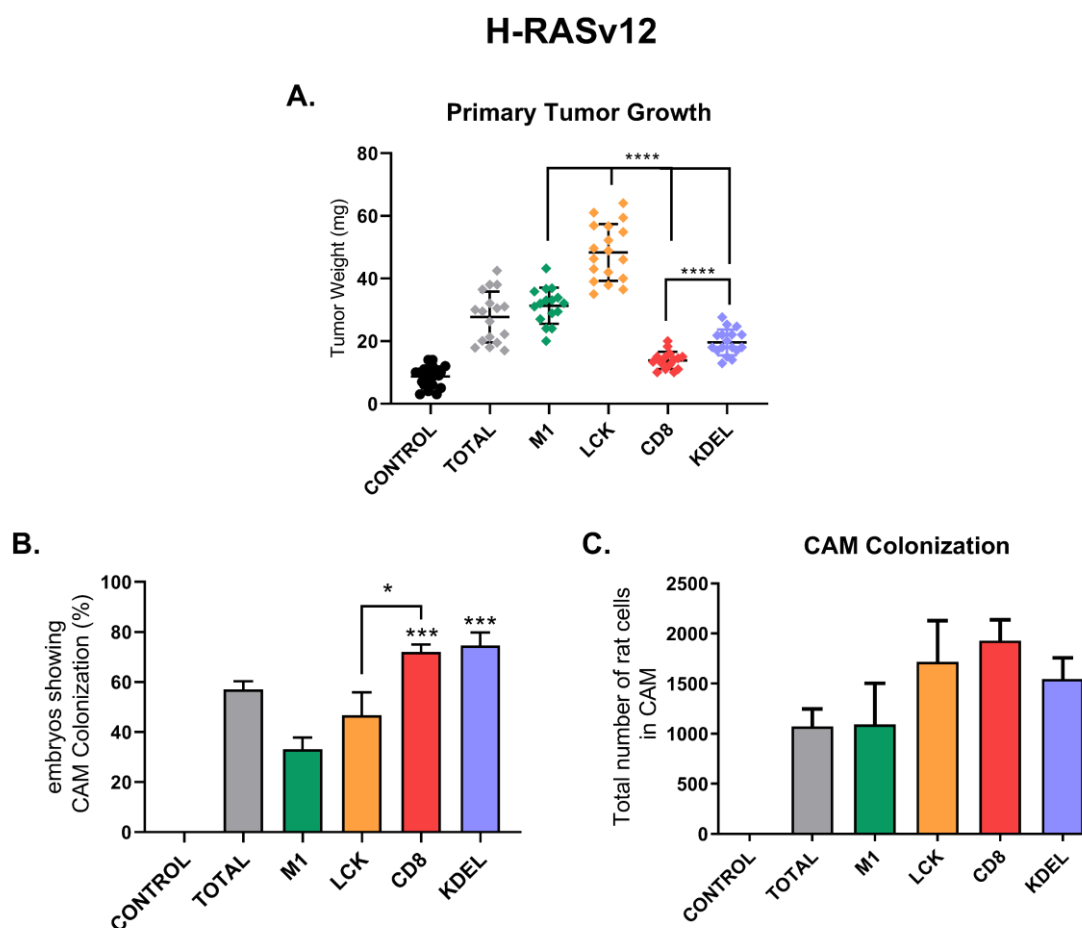 H-RASv12
A.
Primary Tumor Growth
Tumor Weight (mg)
80
60
40
20
0
****
****
CONTROL
TOTAL
M1
LCK
CD8
KDEL
B.
embryos showing
CAM Colonization (%)
100
80
60
40
20
0
*
***
***
CONTROL
TOTAL
M1
LCK
CD8
KDEL
C.
CAM Colonization
Total number of rat cells
in CAM
2500
2000
1500
1000
500
0
CONTROL
TOTAL
M1
LCK
CD8
KDEL